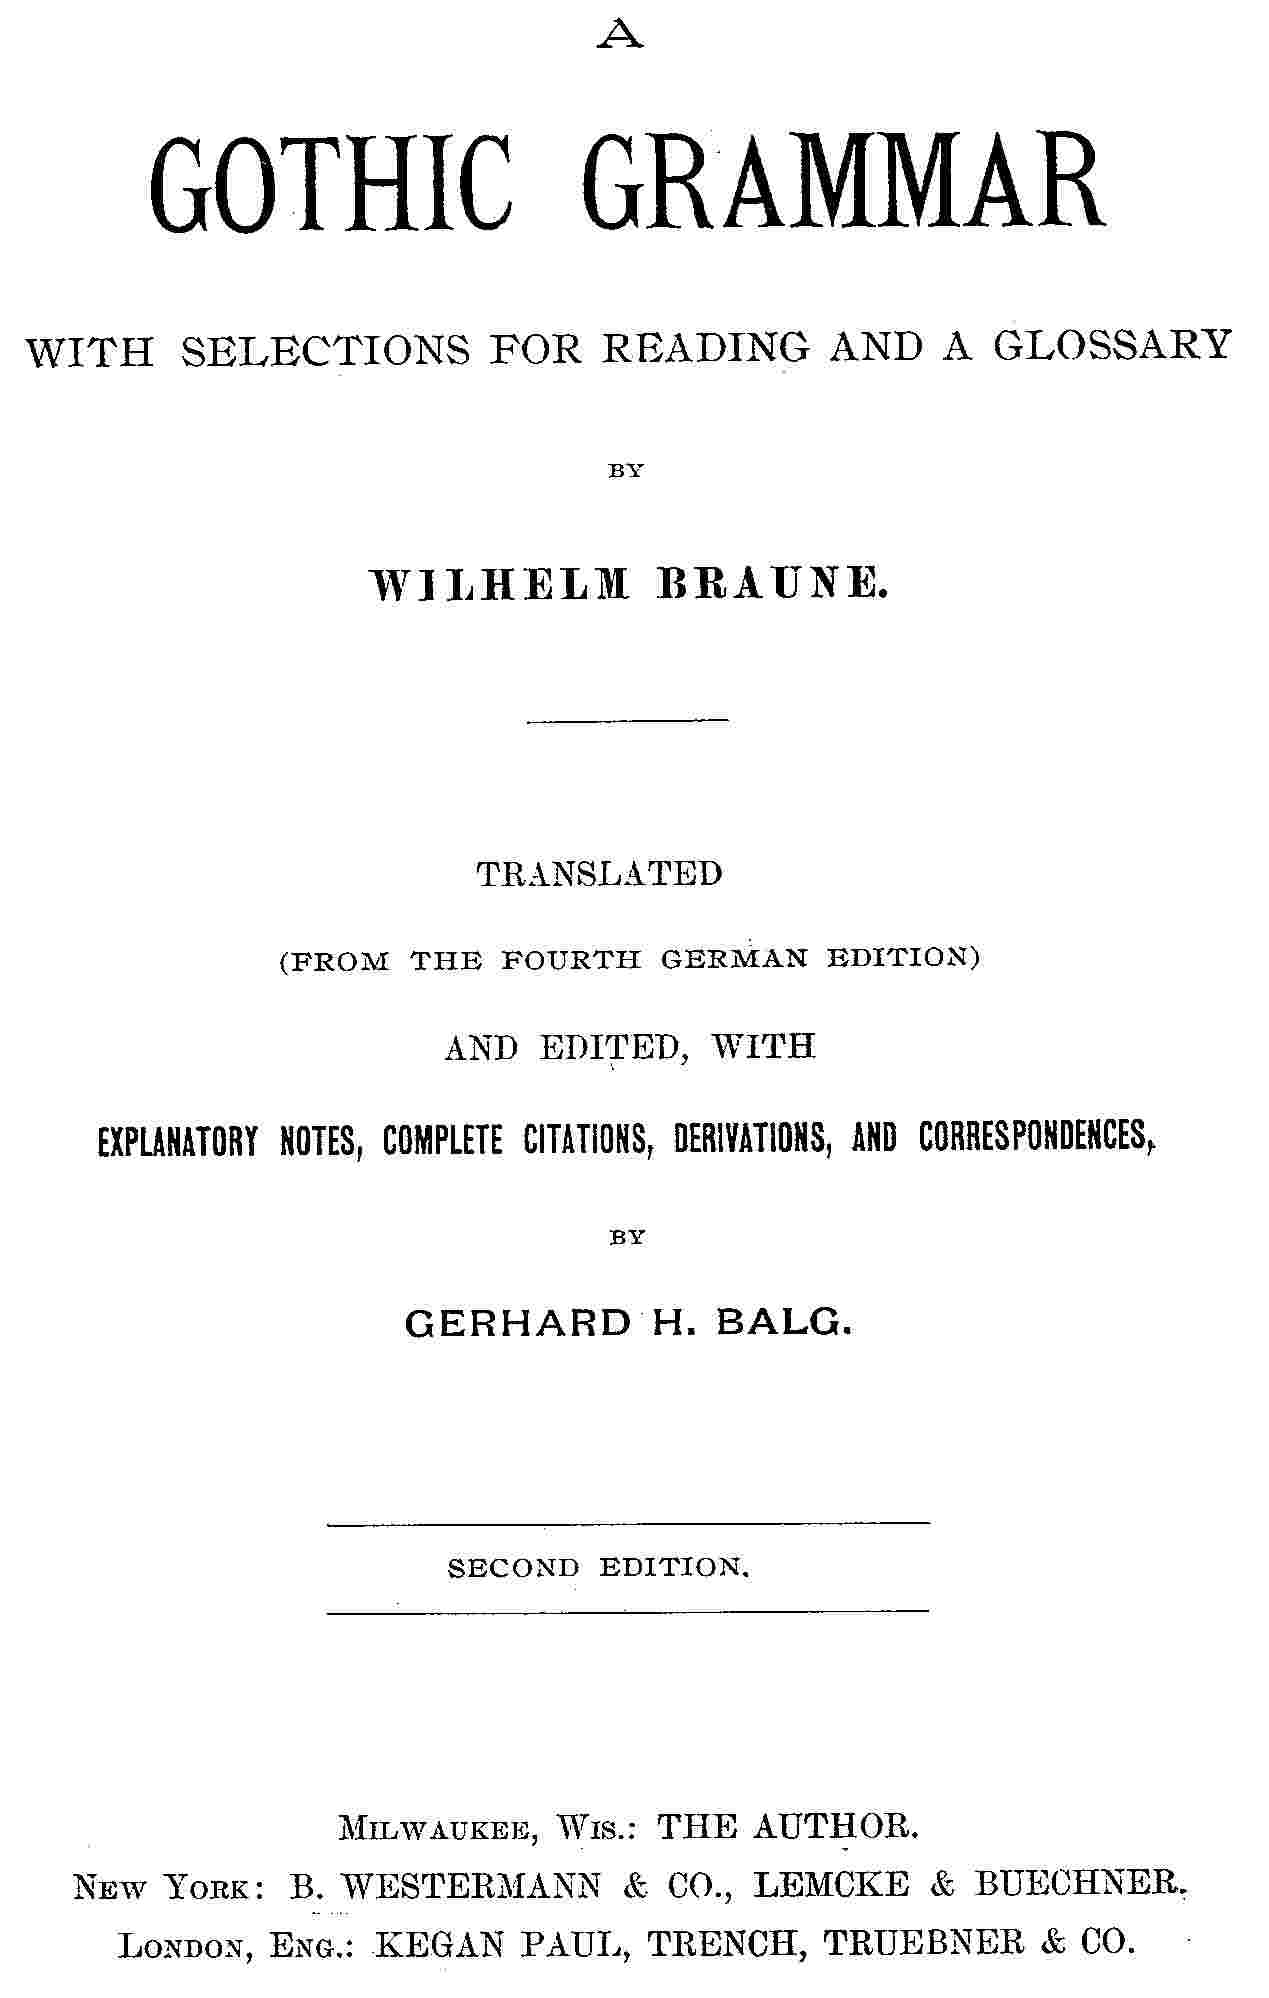 A
GOTHIC GRAMMAR
WITH SELECTIONS FOR READING AND A GLOSSARY
BY
WILHELM BRAUNE.
TRANSLATED
(FROM THE FOURTH GERMAN EDITION)
AND EDITED, WITH
EXPLANATORY NOTES, COMPLETE CITATIONS, DERIVATIONS, AND CORRESPONDENCES,
BY
GERHARD H. BALG.
SECOND EDITION.
MILWAUKEE, WIS.: THE AUTHOR.
NEW YORK: B. WESTERMANN & CO., LEMCKE & BUECHNER.
LONDON, ENG.: KEGAN PAUL, TRENCH, TRUEBNER & CO.